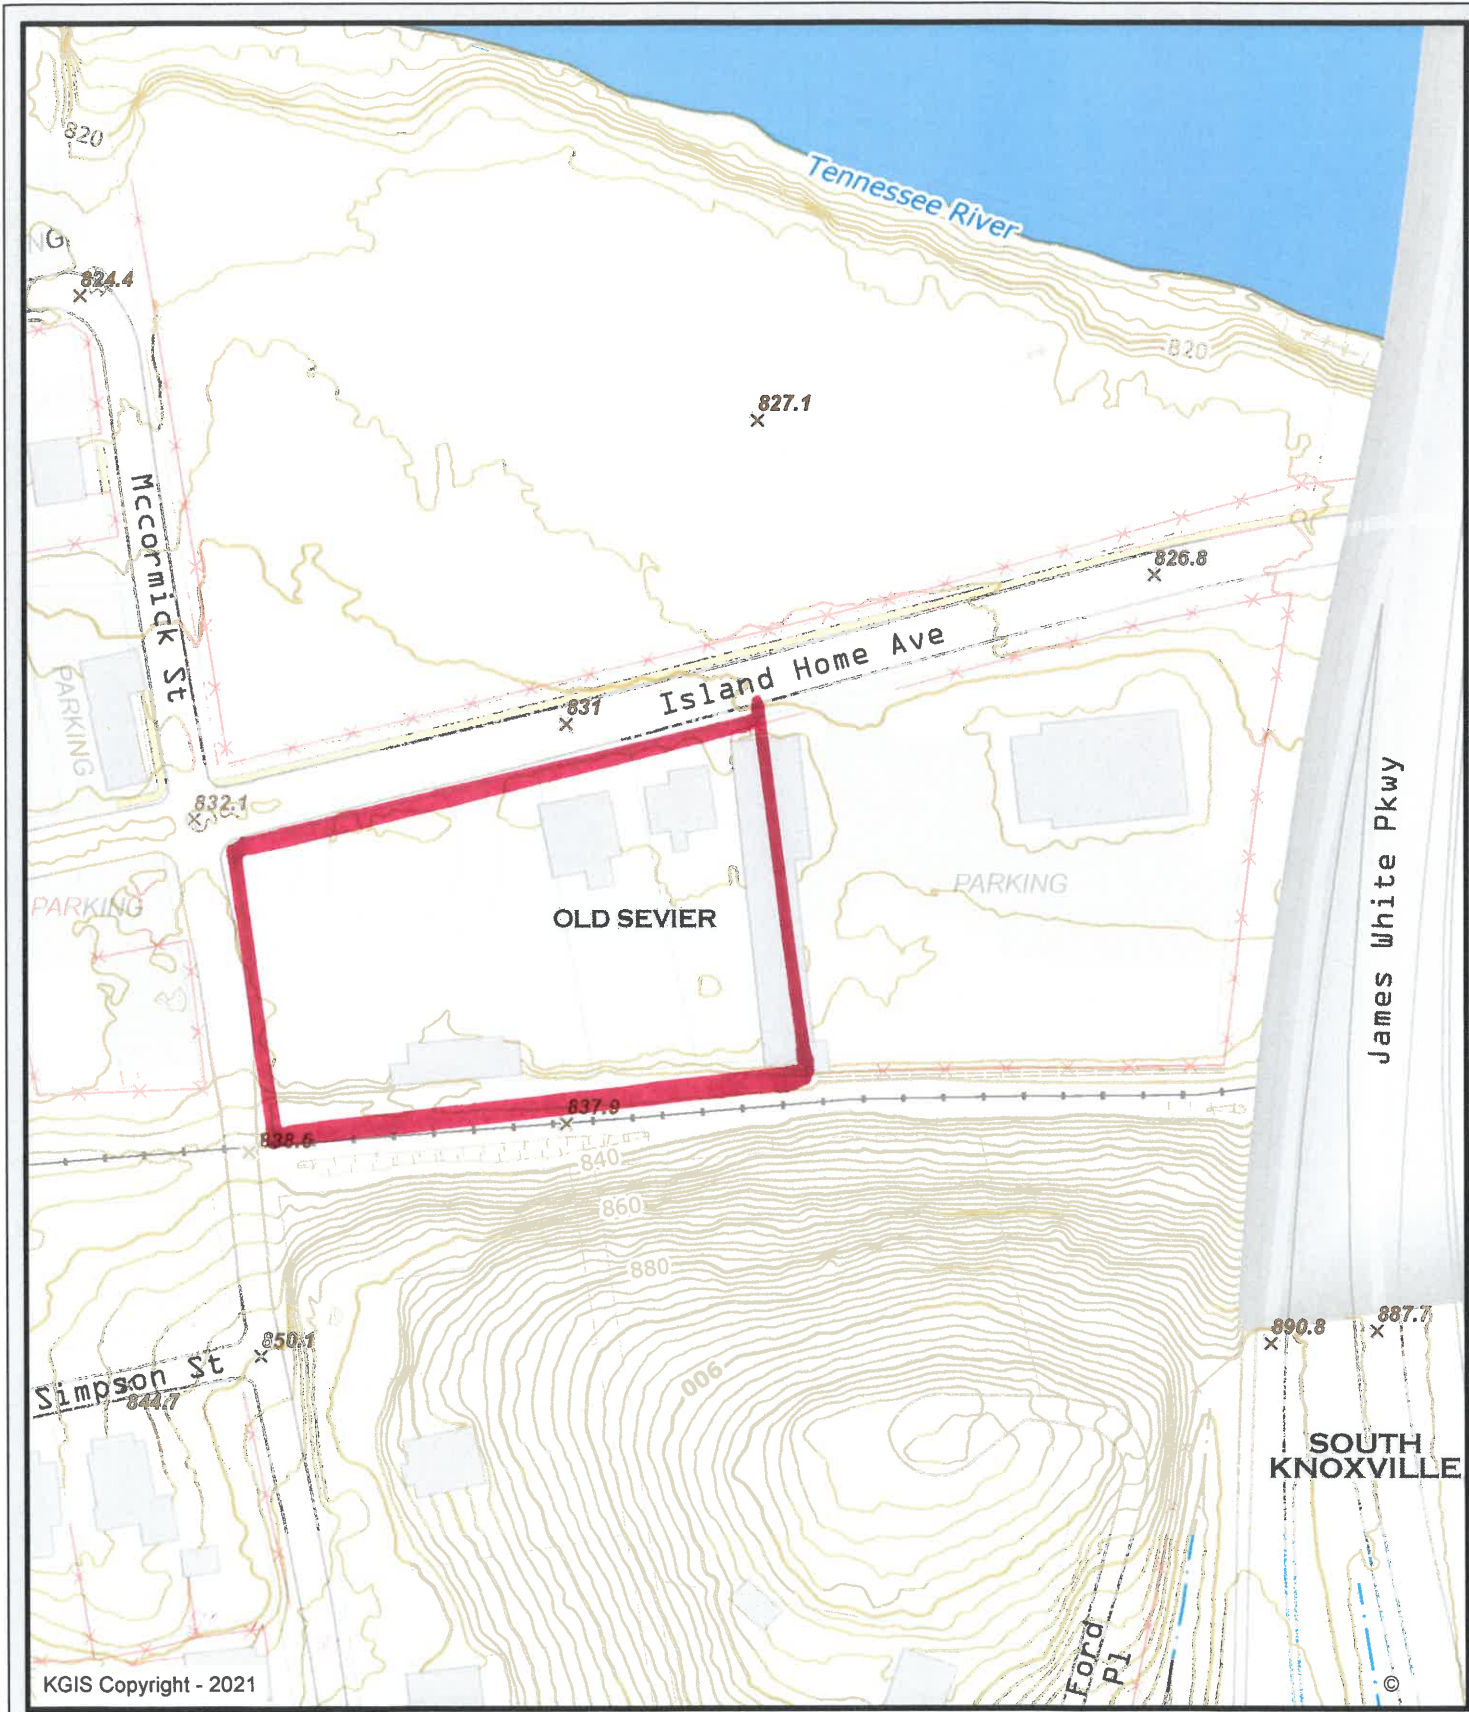 820
Tennessee River
NG
824.4
820
827.1
Mccormick St
826.8
Island Home Ave
831
PARKING
832.1
James White Pkwy
PARKING
PARKING
OLD SEVIER
837.9
838.6
840
860
880
890.8
887.7
850.1
Simpson St
844.7
900
SOUTH
KNOXVILLE
Ford
Pl
KGIS Copyright - 2021
©